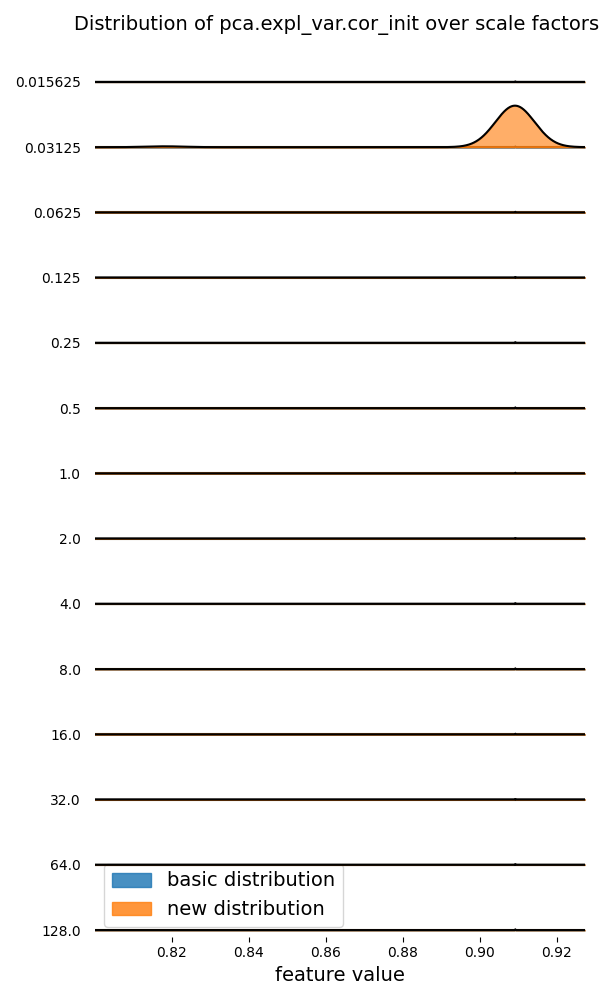 Distribution of pca.expl_var.cor_init over scale factors
0.015625
0.03125
0.0625
0.125
0.25
0.5
1.0
2.0
4.0
8.0
16.0
32.0
64.0
basic distribution
new distribution
128.0
0.82 0.84 0.86 0.88 0.90 0.92
feature value